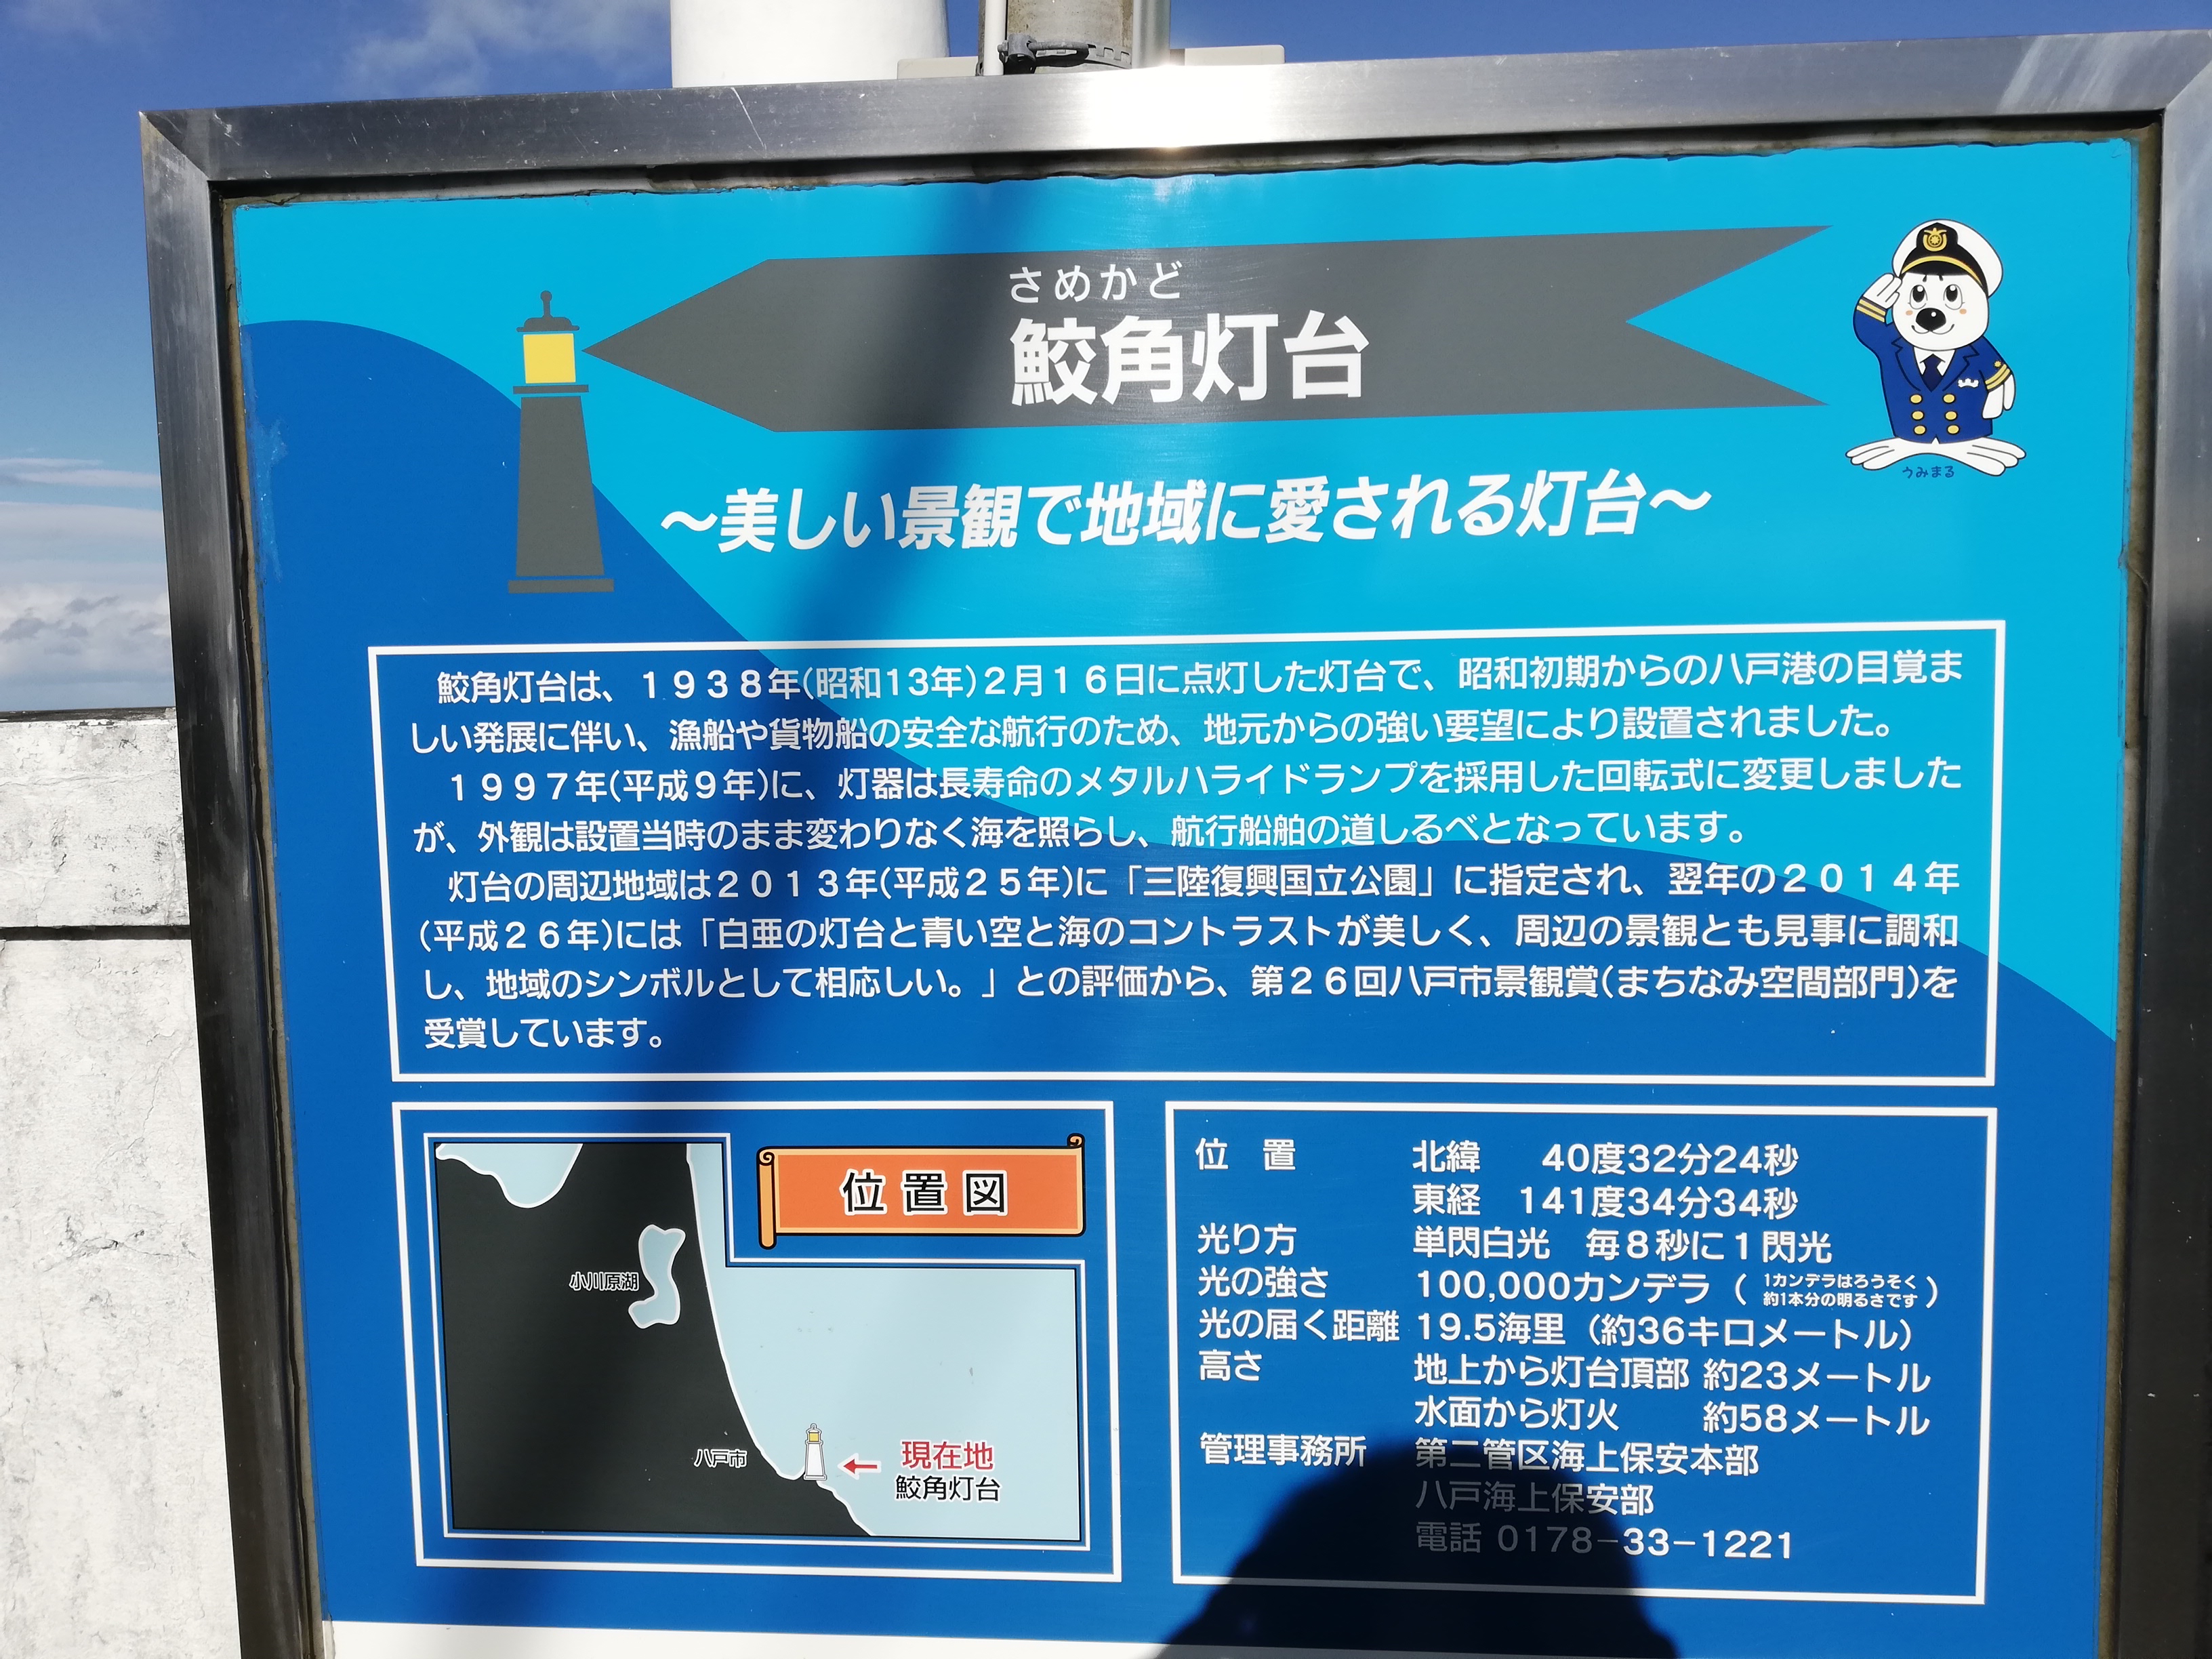 さめかど
鮫角灯台
うみまる
～美しい景観で地域に愛される灯台～
鮫角灯台は、1938年(昭和13年)2月16日に点灯した灯台で、昭和初期からの八戸港の目覚ま
しい発展に伴い、漁船や貨物船の安全な航行のため、地元からの強い要望により設置されました。
1997年(平成9年)に、灯器は長寿命のメタルハライドランプを採用した回転式に変更しました
が、外観は設置当時のまま変わりなく海を照らし、航行船舶の道しるべとなっています。
灯台の周辺地域は2013年(平成25年)に「三陸復興国立公園」に指定され、翌年の2014年
(平成26年)には「白亜の灯台と青い空と海のコントラストが美しく、周辺の景観とも見事に調和
し、地域のシンボルとして相応しい。」との評価から、第26回八戸市景観賞(まちなみ空間部門)を
受賞しています。
位置図
小川原湖
八戸市
現在地
鮫角灯台
位置 北緯 40度32分24秒
東経 141度34分34秒
光り方 単閃白光 毎8秒に1閃光
光の強さ 100,000カンデラ（1カンデラはろうそく
約1本分の明るさです）
光の届く距離 19.5海里（約36キロメートル）
高さ 地上から灯台頂部 約23メートル
水面から灯火 約58メートル
管理事務所 第二管区海上保安本部
八戸海上保安部
電話 0178-33-1221